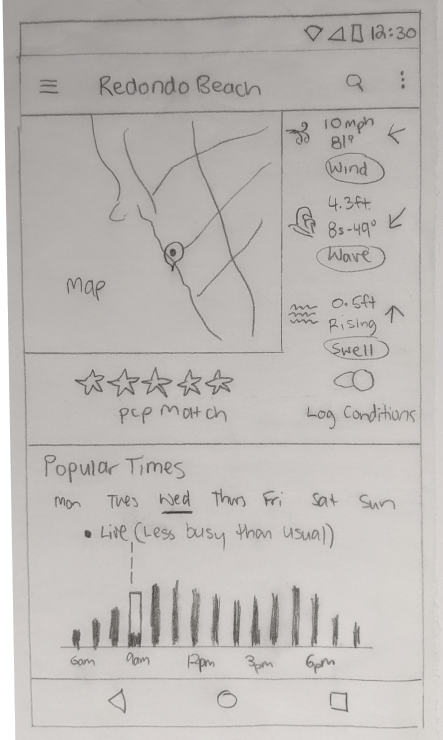 12:30
Redondo Beach
10mph
81°
Wind
4.3ft
8s-49°
Wave
Map
0.5ft
Rising
Swell
pcp Match
Log Conditions
Popular Times
Mon Tues Wed Thurs Fri Sat Sun
• Live (Less busy than usual)
6am 9am 12pm 3pm 6pm